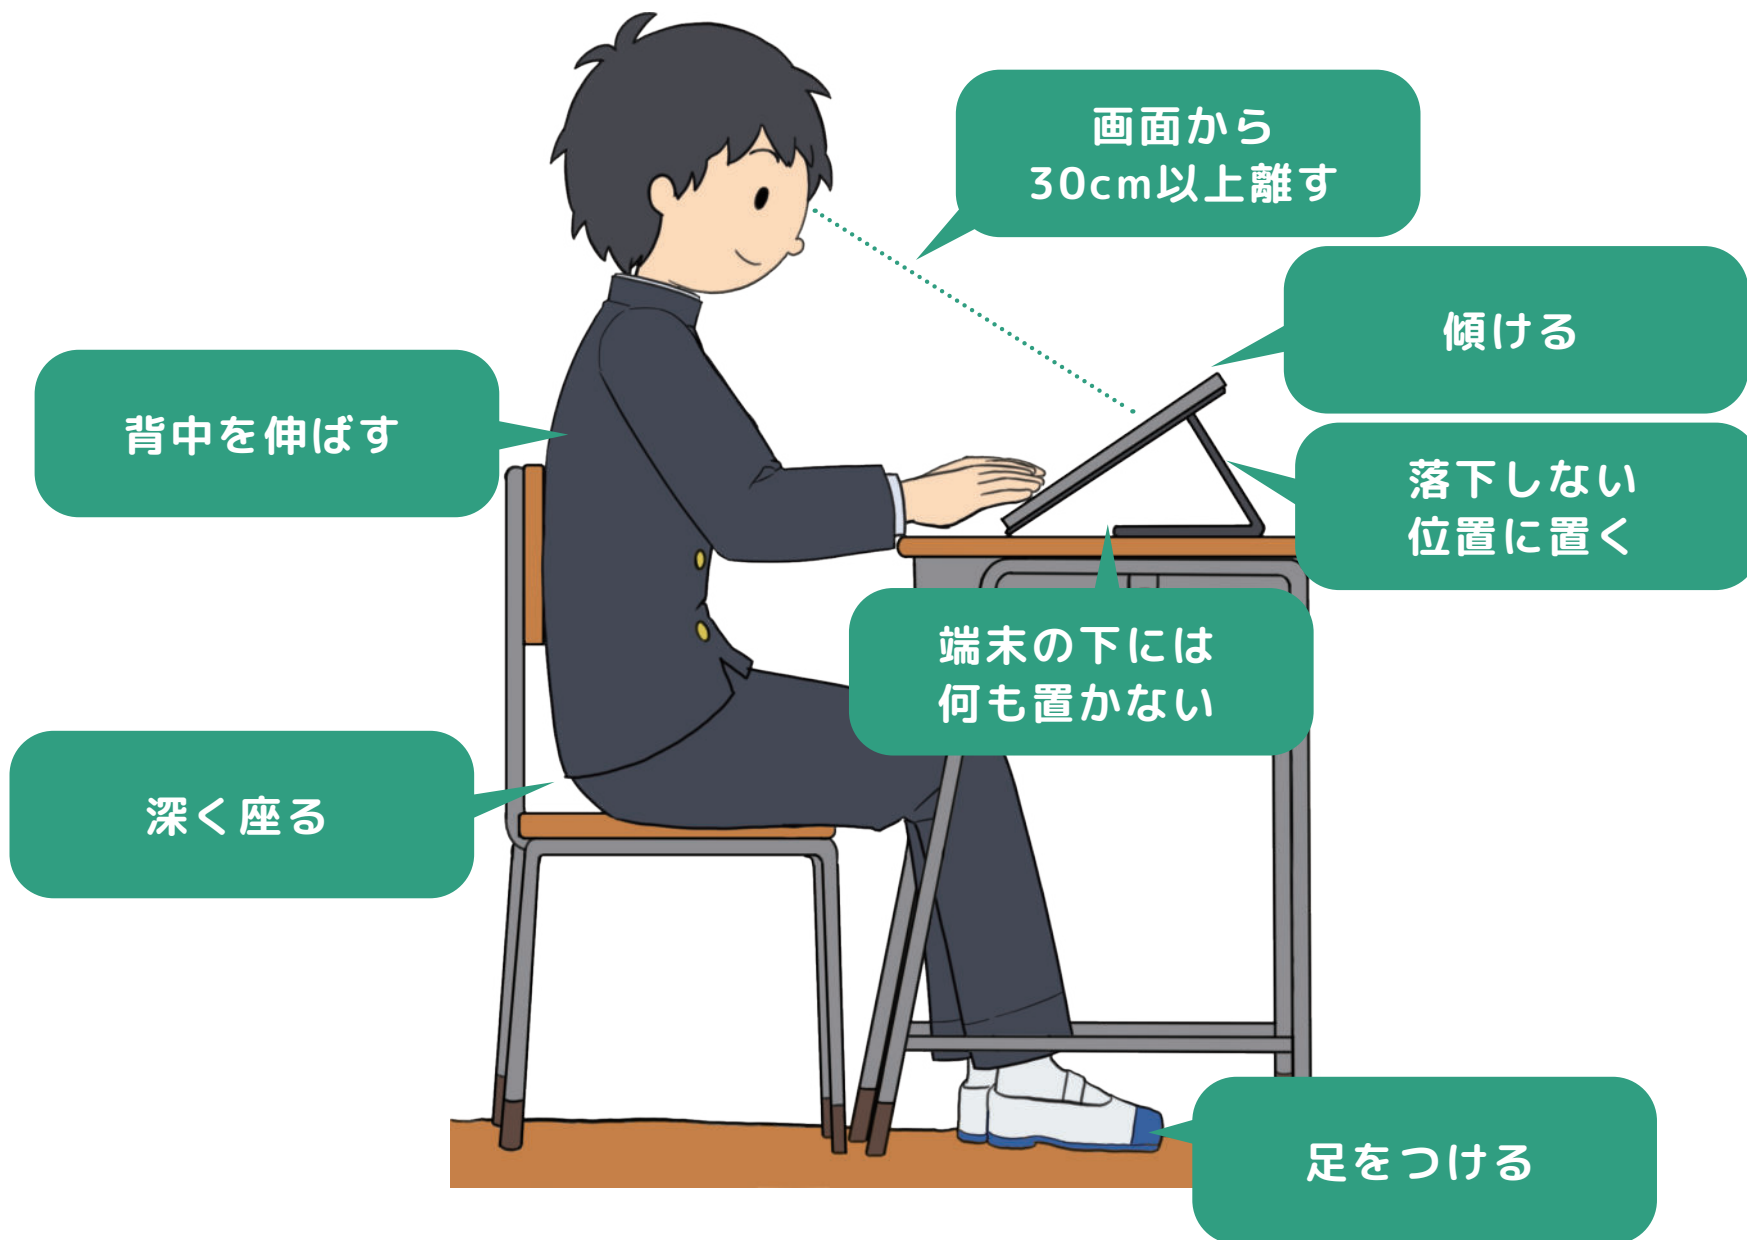 画面から
30cm以上離す
傾ける
背中を伸ばす
落下しない
位置に置く
端末の下には
何も置かない
深く座る
足をつける